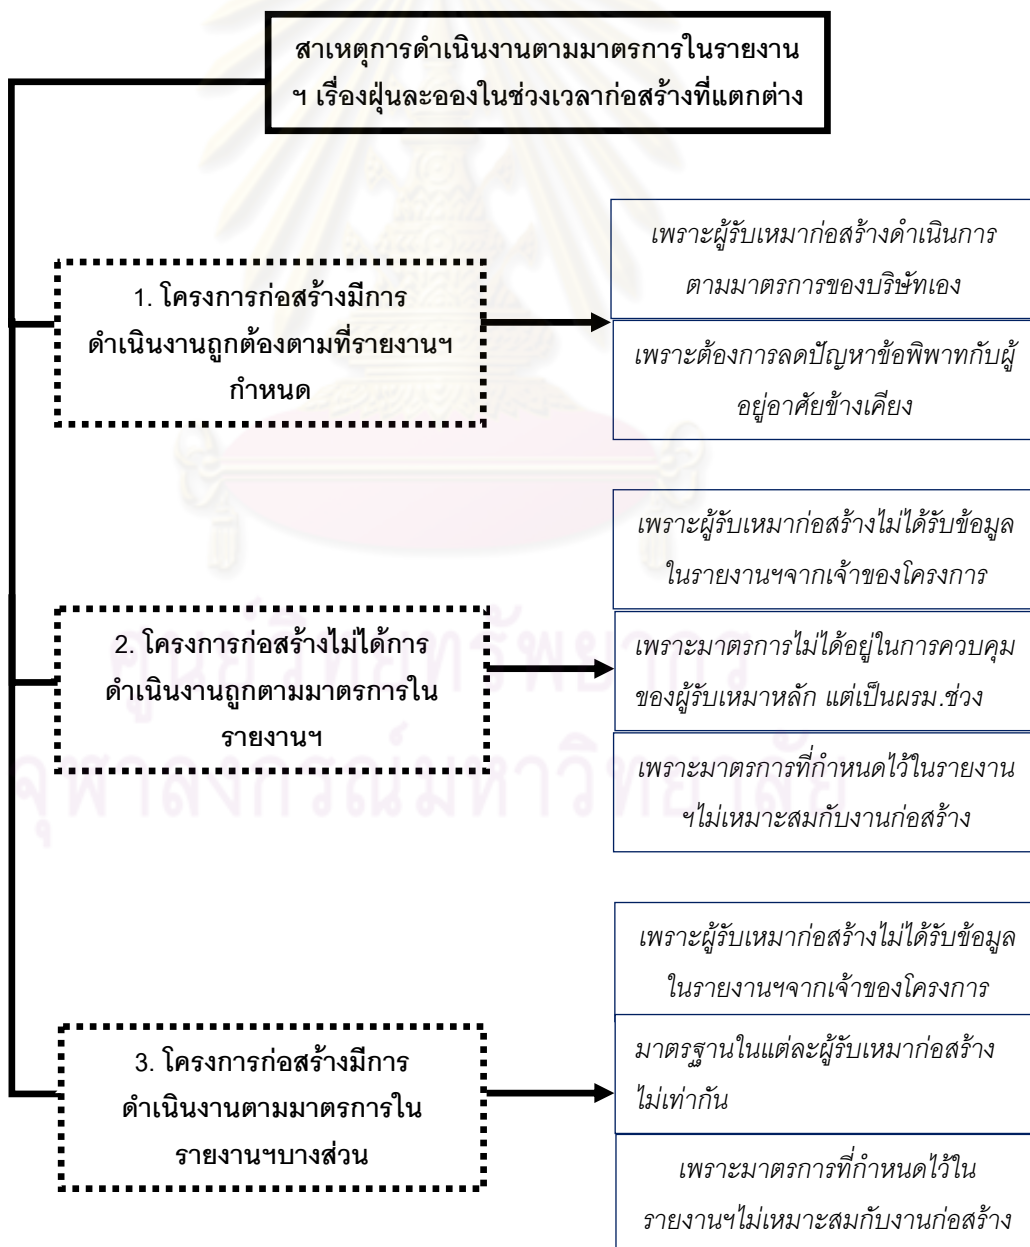 สาเหตุการดำเนินงานตามมาตรการในรายงาน
ฯ เรื่องฝุ่นละอองในช่วงเวลาก่อสร้างที่แตกต่าง
1. โครงการก่อสร้างมีการ
ดำเนินงานถูกต้องตามที่รายงานฯ
กำหนด
เพราะผู้รับเหมาก่อสร้างดำเนินการ
ตามมาตรการของบริษัทเอง
เพราะต้องการลดปัญหาข้อพิพาทกับผู้
อยู่อาศัยข้างเคียง
2. โครงการก่อสร้างไม่ได้การ
ดำเนินงานถูกตามมาตรการใน
รายงานฯ
เพราะผู้รับเหมาก่อสร้างไม่ได้รับข้อมูล
ในรายงานฯจากเจ้าของโครงการ
เพราะมาตรการไม่ได้อยู่ในการควบคุม
ของผู้รับเหมาหลัก แต่เป็นผรม.ช่วง
เพราะมาตรการที่กำหนดไว้ในรายงาน
ฯไม่เหมาะสมกับงานก่อสร้าง
3. โครงการก่อสร้างมีการ
ดำเนินงานตามมาตรการใน
รายงานฯบางส่วน
เพราะผู้รับเหมาก่อสร้างไม่ได้รับข้อมูล
ในรายงานฯจากเจ้าของโครงการ
มาตรฐานในแต่ละผู้รับเหมาก่อสร้าง
ไม่เท่ากัน
เพราะมาตรการที่กำหนดไว้ใน
รายงานฯไม่เหมาะสมกับงานก่อสร้าง
ศูนย์วิทยทรัพยากร
จุฬาลงกรณ์มหาวิทยาลัย